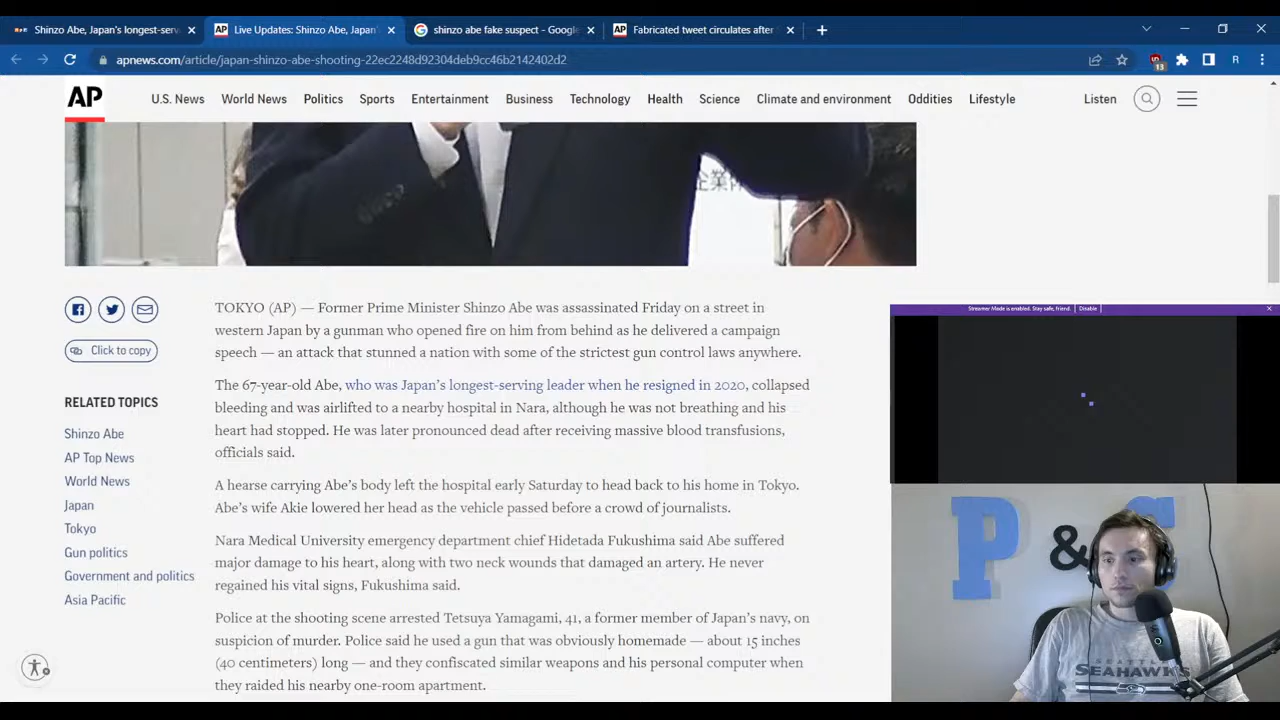 Shinzo Abe, Japan's longest-serv
Live Updates: Shinzo Abe, Japan'
shinzo abe fake suspect - Google
Fabricated tweet circulates after
apnews.com/article/japan-shinzo-abe-shooting-22ec2248d92304deb9cc46b2142402d2
13
R
AP
U.S. News
World News
Politics
Sports
Entertainment
Business
Technology
Health
Science
Climate and environment
Oddities
Lifestyle
Listen
Click to copy
RELATED TOPICS
Shinzo Abe
AP Top News
World News
Japan
Tokyo
Gun politics
Government and politics
Asia Pacific
TOKYO (AP) — Former Prime Minister Shinzo Abe was assassinated Friday on a street in
western Japan by a gunman who opened fire on him from behind as he delivered a campaign
speech — an attack that stunned a nation with some of the strictest gun control laws anywhere.
The 67-year-old Abe, who was Japan's longest-serving leader when he resigned in 2020, collapsed
bleeding and was airlifted to a nearby hospital in Nara, although he was not breathing and his
heart had stopped. He was later pronounced dead after receiving massive blood transfusions,
officials said.
A hearse carrying Abe's body left the hospital early Saturday to head back to his home in Tokyo.
Abe's wife Akie lowered her head as the vehicle passed before a crowd of journalists.
Nara Medical University emergency department chief Hidetada Fukushima said Abe suffered
major damage to his heart, along with two neck wounds that damaged an artery. He never
regained his vital signs, Fukushima said.
Police at the shooting scene arrested Tetsuya Yamagami, 41, a former member of Japan's navy, on
suspicion of murder. Police said he used a gun that was obviously homemade — about 15 inches
(40 centimeters) long — and they confiscated similar weapons and his personal computer when
they raided his nearby one-room apartment.
Streamer Mode is enabled. Stay safe, friend.
Disable
P & G
SEATTLE
SEAHAWKS